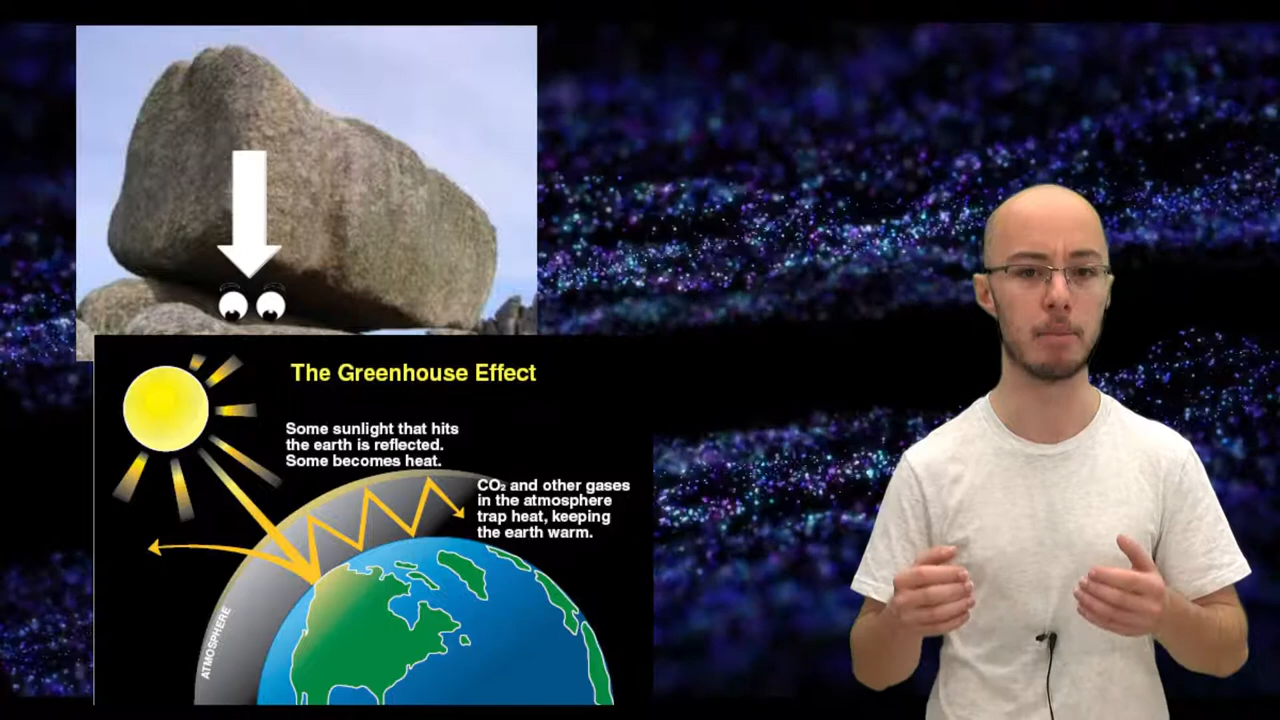 The Greenhouse Effect
Some sunlight that hits
the earth is reflected.
Some becomes heat.
CO₂ and other gases
in the atmosphere
trap heat, keeping
the earth warm.
ATMOSPHERE